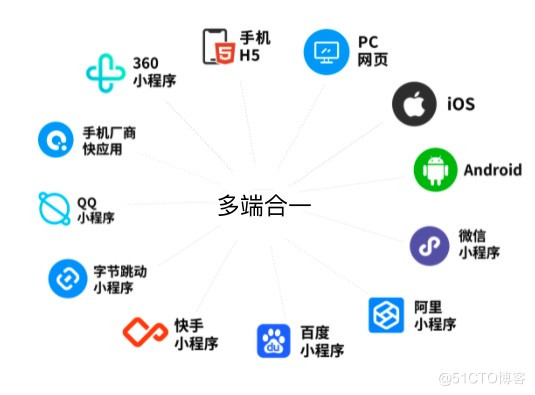 手机
H5
PC
网页
360
小程序
iOS
手机厂商
快应用
Android
QQ
小程序
多端合一
微信
小程序
字节跳动
小程序
阿里
小程序
快手
小程序
百度
小程序
du
5
@51CTO博客